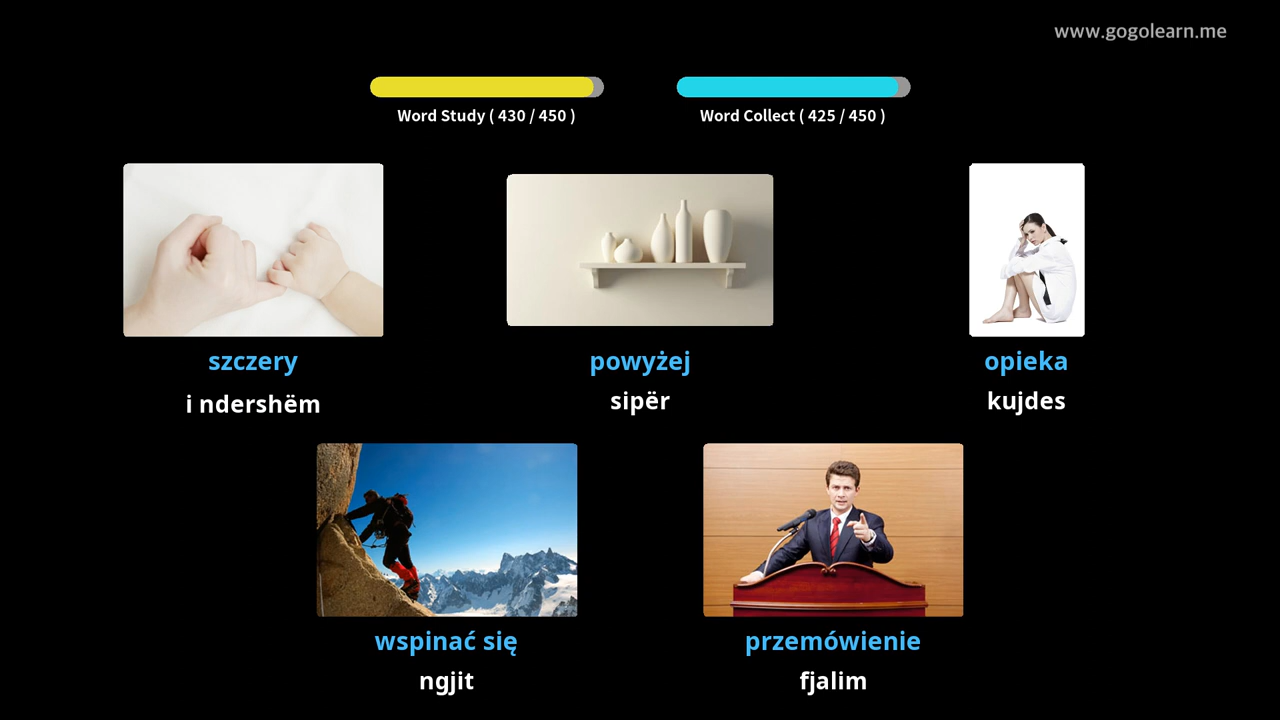 www.gogolearn.me
Word Study ( 430 / 450 )
Word Collect ( 425 / 450 )
szczery
powyżej
opieka
i ndershëm
sipër
kujdes
wspinać się
przemówienie
ngjit
fjalim